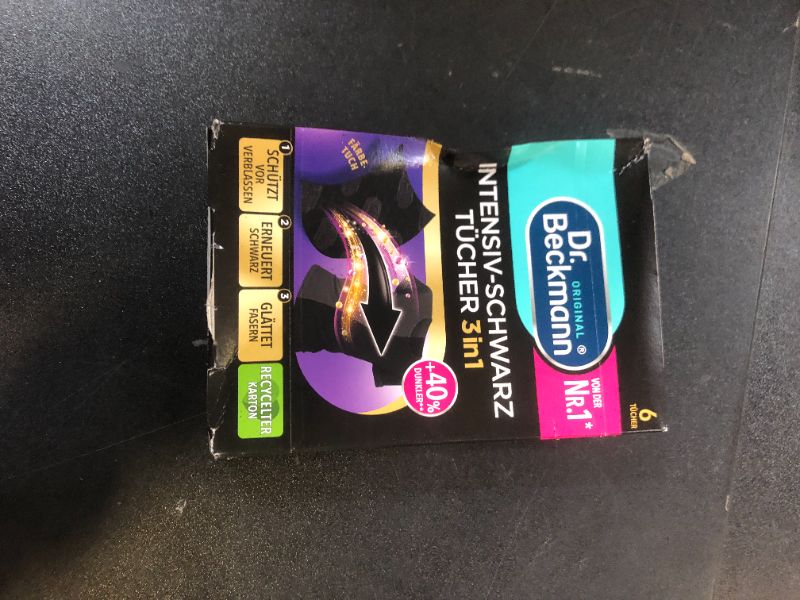 6
TÜCHER
VON DER
NR.1*
Dr.
ORIGINAL
Beckmann®
INTENSIV-SCHWARZ
TÜCHER 3in1
FÄRBE-
TUCH
+40%
DUNKLER**
1
SCHÜTZT
VOR
VERBLASSEN
2
ERNEUERT
SCHWARZ
3
GLÄTTET
FASERN
RECYCELTER
KARTON